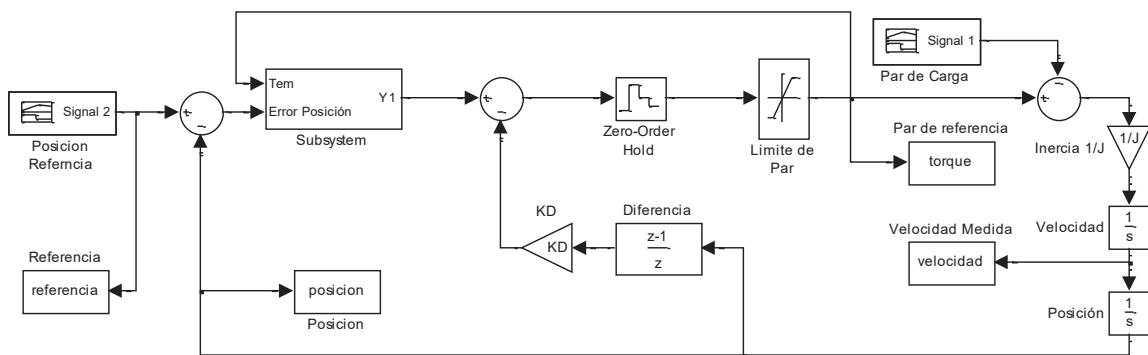 Signal 2
Posicion
Referncia
Referencia
referencia
Tem
Error Posición
Y1
Subsystem
posicion
Posicion
KD
KD
Zero-Order
Hold
Diferencia
z-1
z
Limite de
Par
Signal 1
Par de Carga
Par de referencia
torque
Inercia 1/J
1/J
Velocidad Medida
velocidad
Velocidad
1
s
Posición
1
s